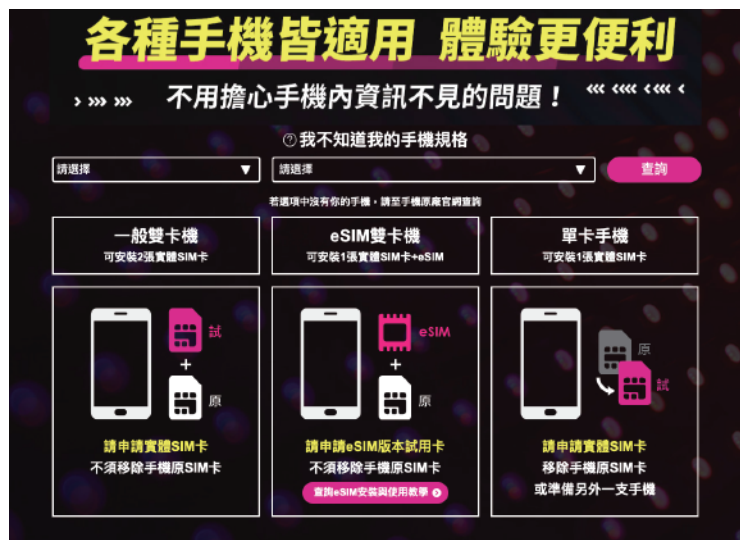 各種手機皆適用 體驗更便利
不用擔心手機內資訊不見的問題！
?我不知道我的手機規格
請選擇
請選擇
查詢
若選項中沒有你的手機，請至手機原廠官網查詢
一般雙卡機
可安裝2張實體SIM卡
eSIM雙卡機
可安裝1張實體SIM卡+eSIM
單卡手機
可安裝1張實體SIM卡
試
+
原
請申請實體SIM卡
不須移除手機原SIM卡
eSIM
+
原
請申請eSIM版本試用卡
不須移除手機原SIM卡
查詢eSIM安裝與使用教學
原
試
請申請實體SIM卡
移除手機原SIM卡
或準備另外一支手機